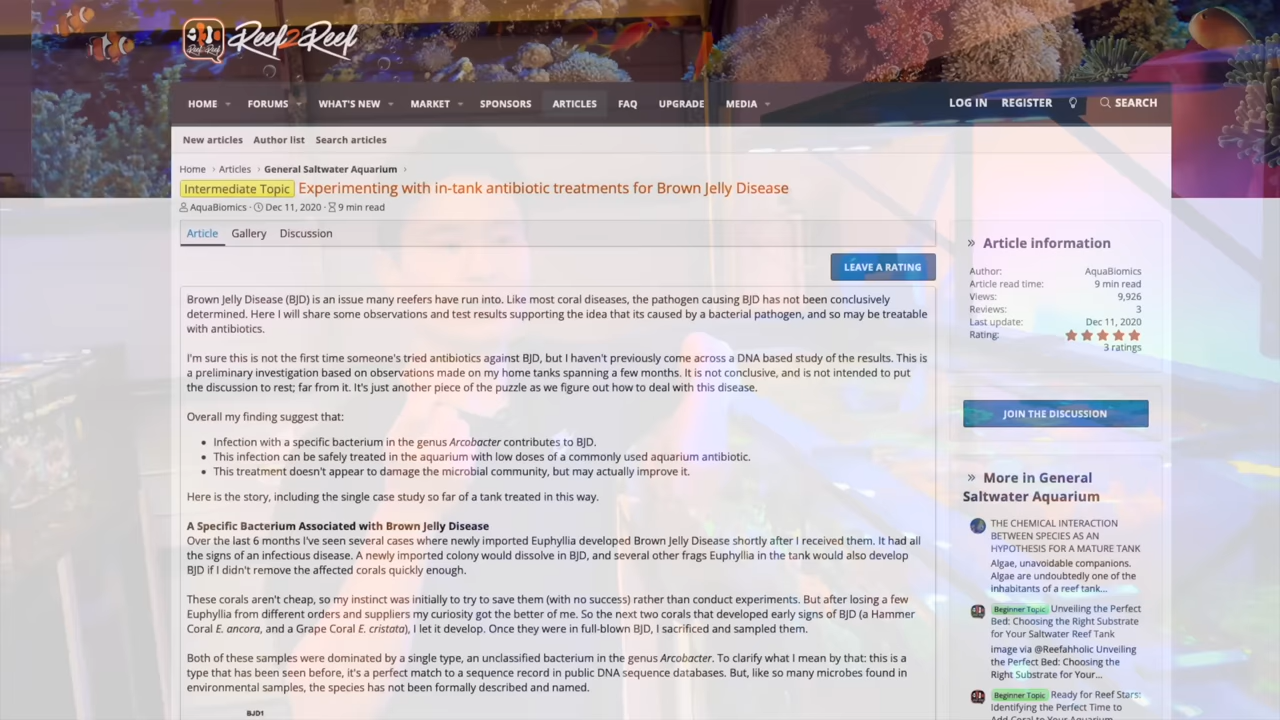 Reef2Reef
Reef2Reef
HOME FORUMS WHAT'S NEW MARKET SPONSORS ARTICLES FAQ UPGRADE MEDIA LOG IN REGISTER SEARCH
New articles Author list Search articles
Home › Articles › General Saltwater Aquarium ›
Intermediate Topic Experimenting with in-tank antibiotic treatments for Brown Jelly Disease
AquaBiomics · Dec 11, 2020 · 9 min read
Article Gallery Discussion
LEAVE A RATING
Brown Jelly Disease (BJD) is an issue many reefers have run into. Like most coral diseases, the pathogen causing BJD has not been conclusively
determined. Here I will share some observations and test results supporting the idea that its caused by a bacterial pathogen, and so may be treatable
with antibiotics.
I'm sure this is not the first time someone's tried antibiotics against BJD, but I haven't previously come across a DNA based study of the results. This is
a preliminary investigation based on observations made on my home tanks spanning a few months. It is not conclusive, and is not intended to put
the discussion to rest; far from it. It's just another piece of the puzzle as we figure out how to deal with this disease.
Overall my finding suggest that:
• Infection with a specific bacterium in the genus Arcobacter contributes to BJD.
• This infection can be safely treated in the aquarium with low doses of a commonly used aquarium antibiotic.
• This treatment doesn't appear to damage the microbial community, but may actually improve it.
Here is the story, including the single case study so far of a tank treated in this way.
A Specific Bacterium Associated with Brown Jelly Disease
Over the last 6 months I've seen several cases where newly imported Euphyllia developed Brown Jelly Disease shortly after I received them. It had all
the signs of an infectious disease. A newly imported colony would dissolve in BJD, and several other frags Euphyllia in the tank would also develop
BJD if I didn't remove the affected corals quickly enough.
These corals aren't cheap, so my instinct was initially to try to save them (with no success) rather than conduct experiments. But after losing a few
Euphyllia from different orders and suppliers my curiosity got the better of me. So the next two corals that developed early signs of BJD (a Hammer
Coral E. ancora, and a Grape Coral E. cristata), I let it develop. Once they were in full-blown BJD, I sacrificed and sampled them.
Both of these samples were dominated by a single type, an unclassified bacterium in the genus Arcobacter. To clarify what I mean by that: this is a
type that has been seen before, it's a perfect match to a sequence record in public DNA sequence databases. But, like so many microbes found in
environmental samples, the species has not been formally described and named.
BJD1
» Article information
Author: AquaBiomics
Article read time: 9 min read
Views: 9,926
Reviews: 3
Last update: Dec 11, 2020
Rating:
3 ratings
JOIN THE DISCUSSION
» More in General
Saltwater Aquarium
THE CHEMICAL INTERACTION
BETWEEN SPECIES AS AN
HYPOTHESIS FOR A MATURE TANK
Algae, unavoidable companions.
Algae are undoubtedly one of the
inhabitants of a reef tank...
Beginner Topic Unveiling the Perfect
Bed: Choosing the Right Substrate
for Your Saltwater Reef Tank
image via @Reefahholic Unveiling
the Perfect Bed: Choosing the
Right Substrate for Your...
Beginner Topic Ready for Reef Stars:
Identifying the Perfect Time to
Add Coral to Your Aquarium